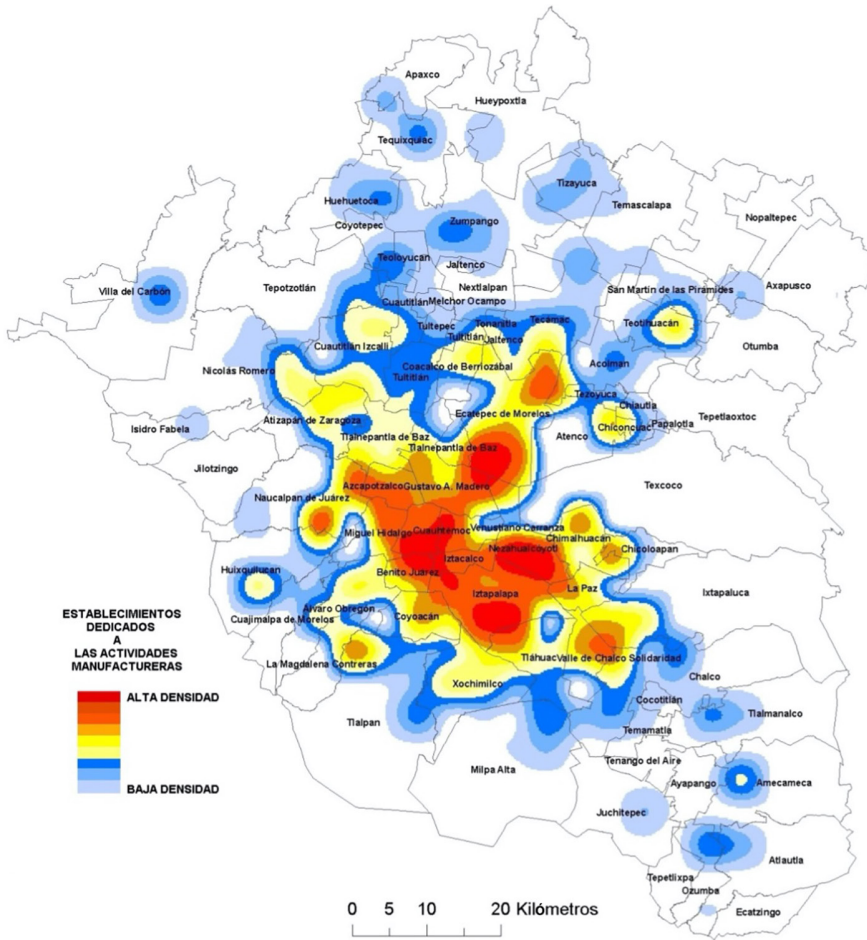 Apaxco
Hueypoxtla
Tequixquiac
Tizayuca
Huehuetoca
Temascalapa
Nopaltepec
Coyotepec
Zumpango
Teoloyucan
Jaltenco
Tepotzotlán
Nextlalpan
San Martín de las Pirámides
Axapusco
Villa del Carbón
Cuautitlán
Melchor Ocampo
Tultepec
Tonanitla
Tecamac
Teotihuacán
Tultitlán
Jaltenco
Cuautitlán Izcalli
Otumba
Nicolás Romero
Coacalco de Berriozábal
Acolman
Tultitlán
Tezoyuca
Chiautla
Isidro Fabela
Atizapán de Zaragoza
Ecatepec de Morelos
Papalotla
Tepetlaoxtoc
Chiconcuac
Tlalnepantla de Baz
Atenco
Tlalnepantla de Baz
Jilotzingo
Azcapotzalco
Gustavo A. Madero
Texcoco
Naucalpan de Juárez
Miguel Hidalgo
Cuauhtemoc
Venustiano Carranza
Chimalhuacán
Chicoloapan
Iztacalco
Nezahualcoyotl
Huixquilucan
Benito Juárez
La Paz
Ixtapaluca
Iztapalapa
Alvaro Obregón
Coyoacán
Cuajimalpa de Morelos
La Magdalena Contreras
Tláhuac
Valle de Chalco Solidaridad
Chalco
Xochimilco
Cocotitlán
Tlalmanalco
Tlalpan
Temamatla
Milpa Alta
Tenango del Aire
Ayapango
Amecameca
Juchitepec
Atlautla
Tepetlixpa
Ozumba
Ecatzingo
ESTABLECIMIENTOS
DEDICADOS
A
LAS ACTIVIDADES
MANUFACTURERAS
ALTA DENSIDAD
BAJA DENSIDAD
0 5 10 20 Kilómetros